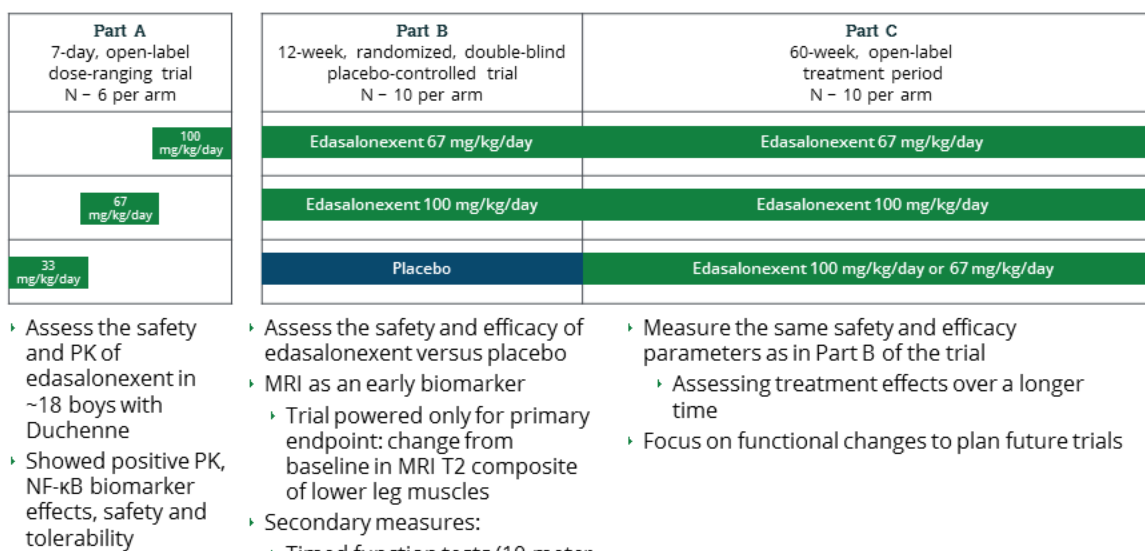 Part A
7-day, open-label
dose-ranging trial
N – 6 per arm
Part B
12-week, randomized, double-blind
placebo-controlled trial
N – 10 per arm
Part C
60-week, open-label
treatment period
N – 10 per arm
100
mg/kg/day
Edasalonexent 67 mg/kg/day
Edasalonexent 67 mg/kg/day
67
mg/kg/day
Edasalonexent 100 mg/kg/day
Edasalonexent 100 mg/kg/day
33
mg/kg/day
Placebo
Edasalonexent 100 mg/kg/day or 67 mg/kg/day
Assess the safety
and PK of
edasalonexent in
~18 boys with
Duchenne
Showed positive PK,
NF-κB biomarker
effects, safety and
tolerability
Assess the safety and efficacy of
edasalonexent versus placebo
MRI as an early biomarker
Trial powered only for primary
endpoint: change from
baseline in MRI T2 composite
of lower leg muscles
Secondary measures:
Timed function tests (10-meter
Measure the same safety and efficacy
parameters as in Part B of the trial
Assessing treatment effects over a longer
time
Focus on functional changes to plan future trials